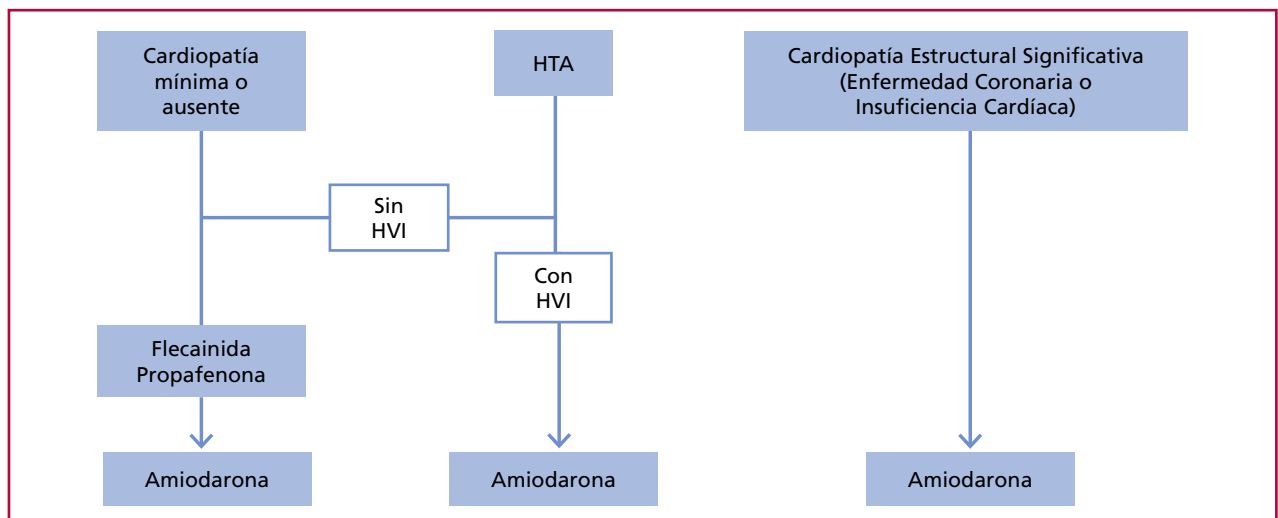 Cardiopatía
mínima o
ausente
HTA
Cardiopatía Estructural Significativa
(Enfermedad Coronaria o
Insuficiencia Cardíaca)
Sin
HVI
Con
HVI
Flecainida
Propafenona
Amiodarona
Amiodarona
Amiodarona